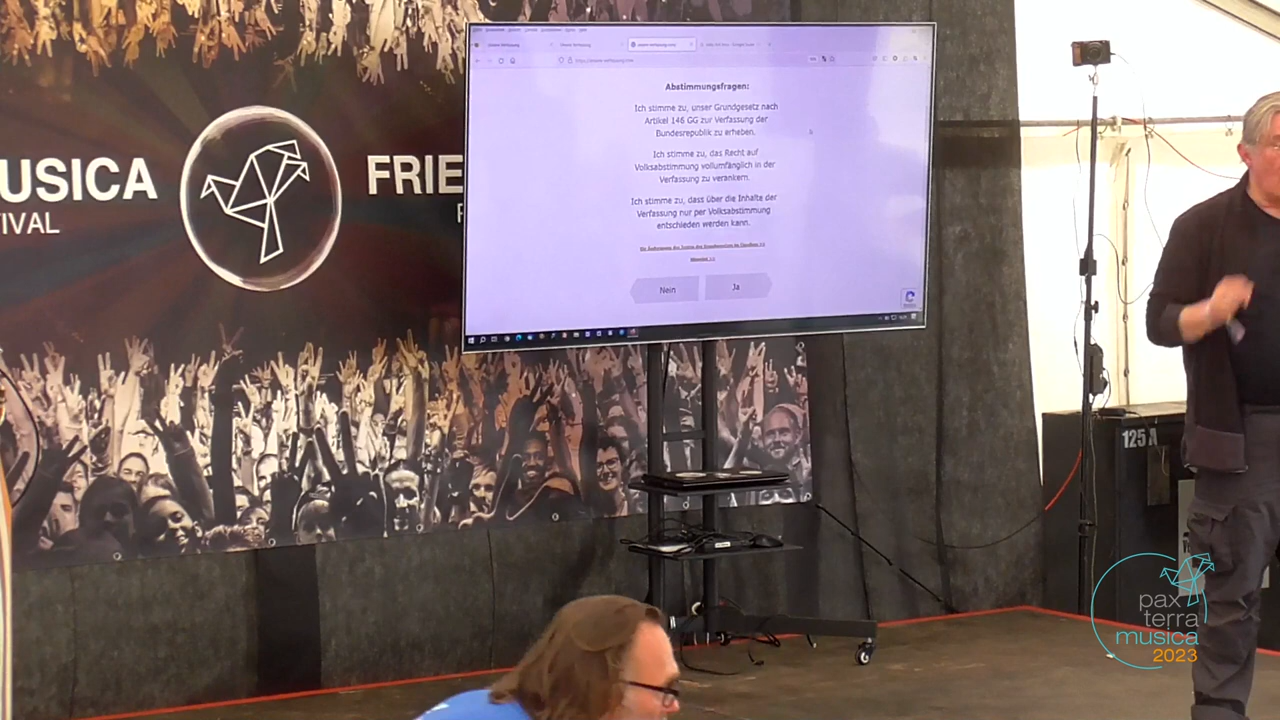 USICA
IVAL
FRIE
F
Abstimmungsfragen:
Ich stimme zu, unser Grundgesetz nach
Artikel 146 GG zur Verfassung der
Bundesrepublik zu erheben.
Ich stimme zu, das Recht auf
Volksabstimmung vollumfänglich in der
Verfassung zu verankern.
Ich stimme zu, dass über die Inhalte der
Verfassung nur per Volksabstimmung
entschieden werden kann.
Nein
Ja
125 A
pax
terra
musica
2023